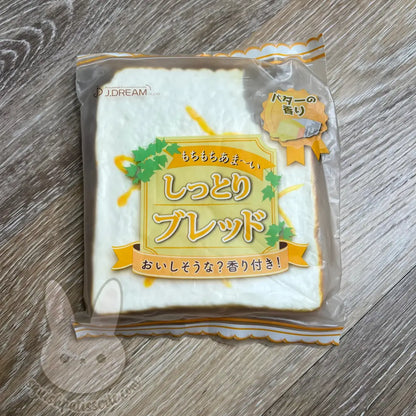 J.DREAM
バターの
香り
もちもちあま〜い
しっとり
ブレッド
おいしそうな?香り付き!